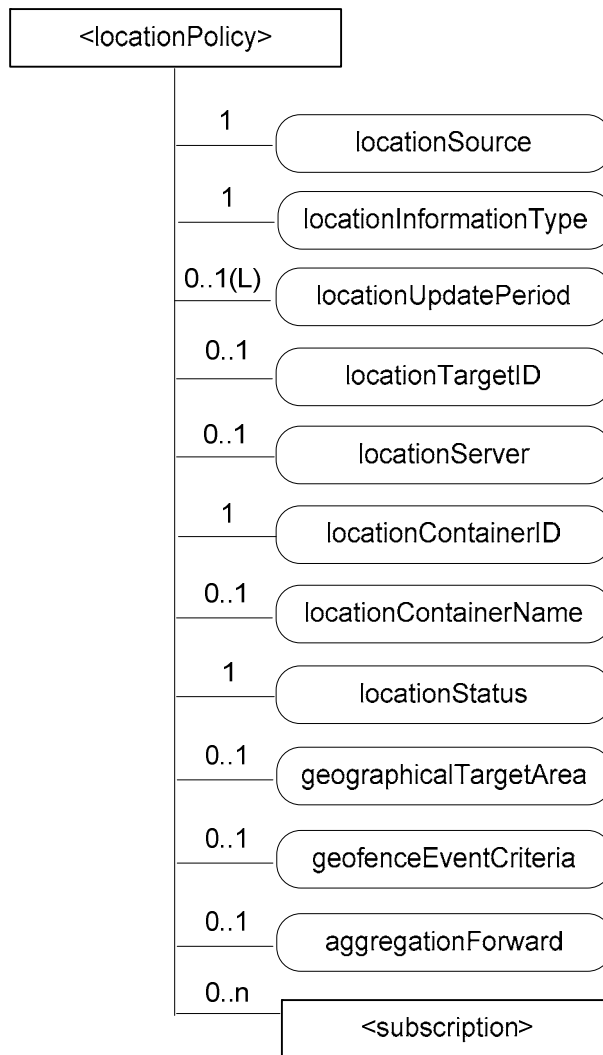 <locationPolicy>
1
locationSource
1
locationInformationType
0..1(L)
locationUpdatePeriod
0..1
locationTargetID
0..1
locationServer
1
locationContainerID
0..1
locationContainerName
1
locationStatus
0..1
geographicalTargetArea
0..1
geofenceEventCriteria
0..1
aggregationForward
0..n
<subscription>